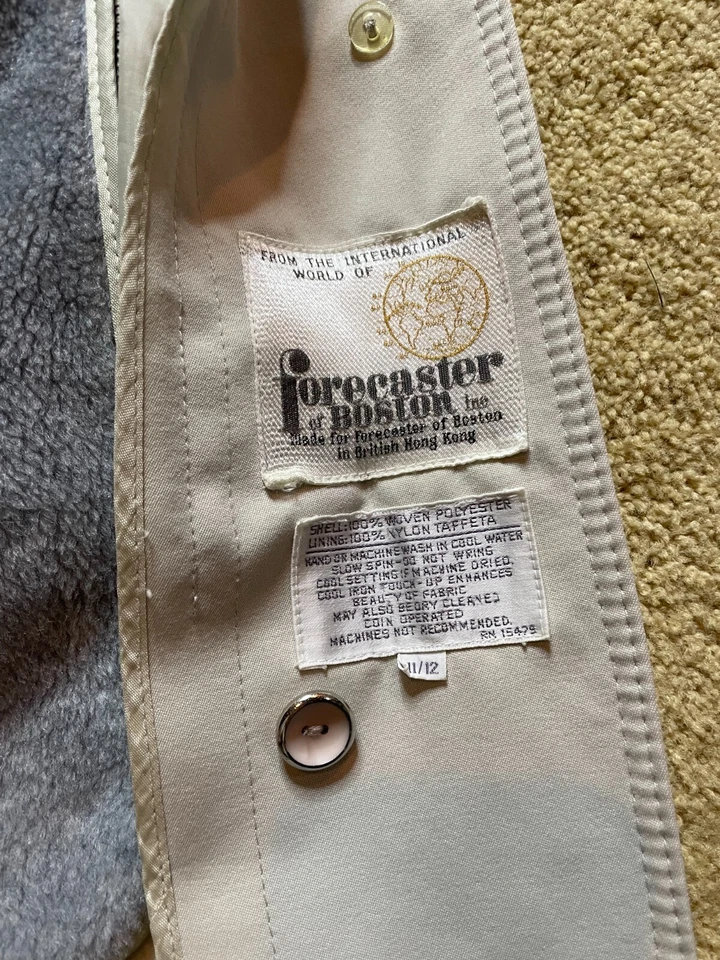 FROM THE INTERNATIONAL
WORLD OF
forecaster
of BOSTON Inc
Made for Forecaster of Boston
in British Hong Kong
SHELL:100% WOVEN POLYESTER
LINING:100% NYLON TAFFETA
HAND OR MACHINE WASH IN COOL WATER
SLOW SPIN-DO NOT WRING
COOL SETTING IF MACHINE DRIED.
COOL IRON TOUCH-UP ENHANCES
BEAUTY OF FABRIC
MAY ALSO BE DRY CLEANED
COIN OPERATED
MACHINES NOT RECOMMENDED.
RN 15479
11/12